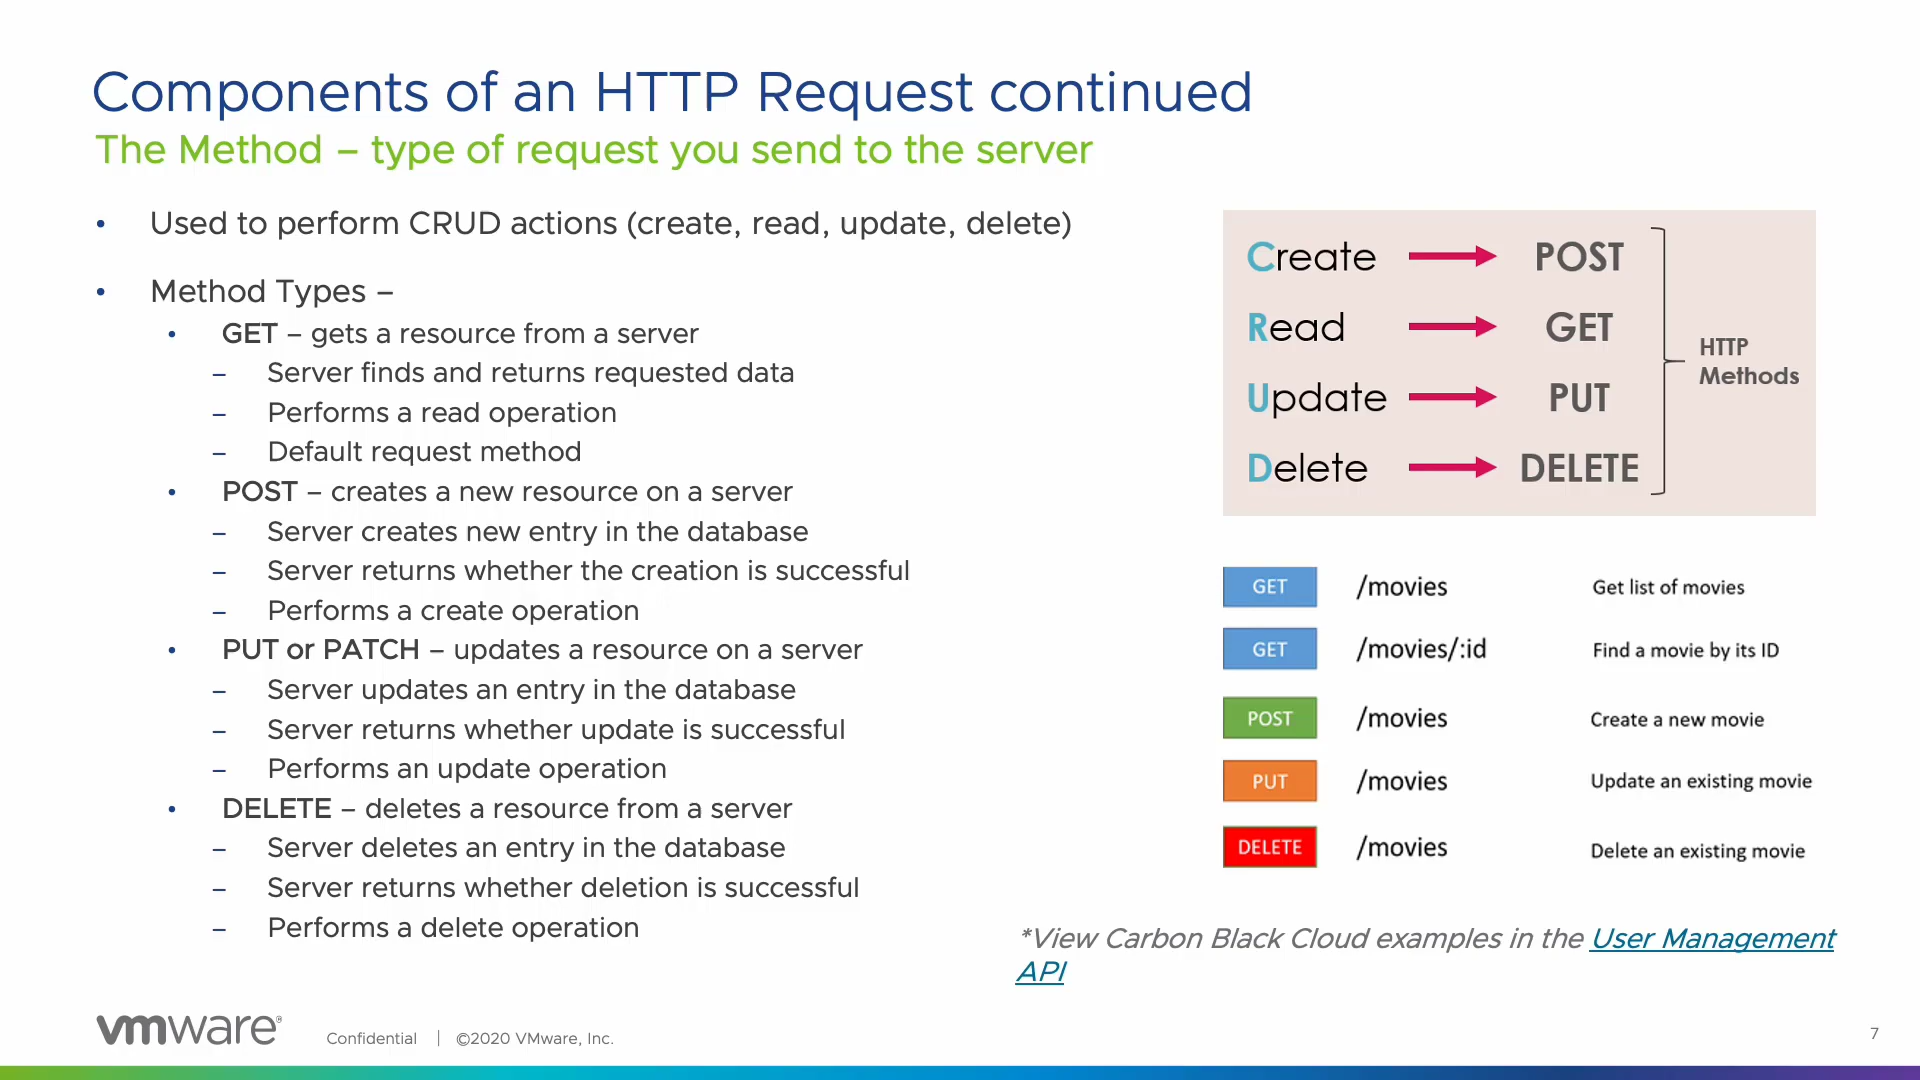 Components of an HTTP Request continued
The Method – type of request you send to the server
• Used to perform CRUD actions (create, read, update, delete)
• Method Types –
• GET – gets a resource from a server
– Server finds and returns requested data
– Performs a read operation
– Default request method
• POST – creates a new resource on a server
– Server creates new entry in the database
– Server returns whether the creation is successful
– Performs a create operation
• PUT or PATCH – updates a resource on a server
– Server updates an entry in the database
– Server returns whether update is successful
– Performs an update operation
• DELETE – deletes a resource from a server
– Server deletes an entry in the database
– Server returns whether deletion is successful
– Performs a delete operation
Create POST
Read GET
Update PUT
Delete DELETE
HTTP
Methods
GET /movies Get list of movies
GET /movies/:id Find a movie by its ID
POST /movies Create a new movie
PUT /movies Update an existing movie
DELETE /movies Delete an existing movie
*View Carbon Black Cloud examples in the User Management
API
vmware®
Confidential | ©2020 VMware, Inc.
7